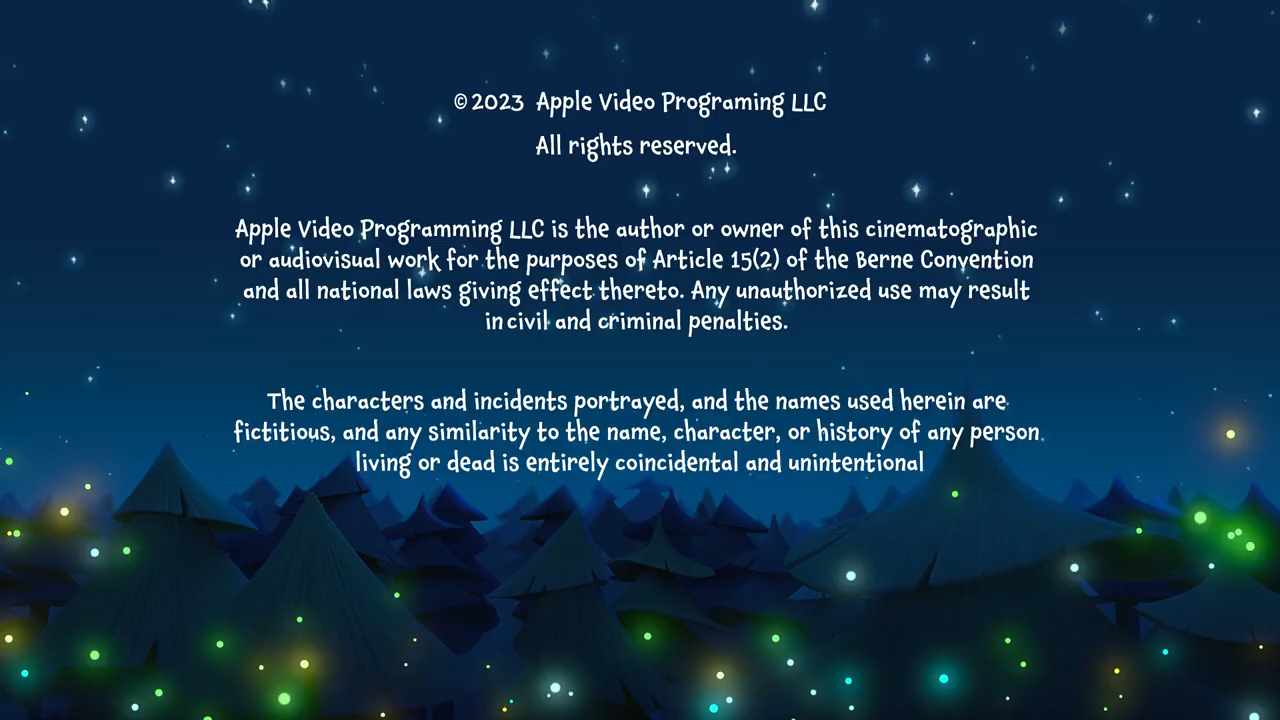 © 2023 Apple Video Programing LLC
All rights reserved.
Apple Video Programming LLC is the author or owner of this cinematographic
or audiovisual work for the purposes of Article 15(2) of the Berne Convention
and all national laws giving effect thereto. Any unauthorized use may result
in civil and criminal penalties.
The characters and incidents portrayed, and the names used herein are
fictitious, and any similarity to the name, character, or history of any person
living or dead is entirely coincidental and unintentional